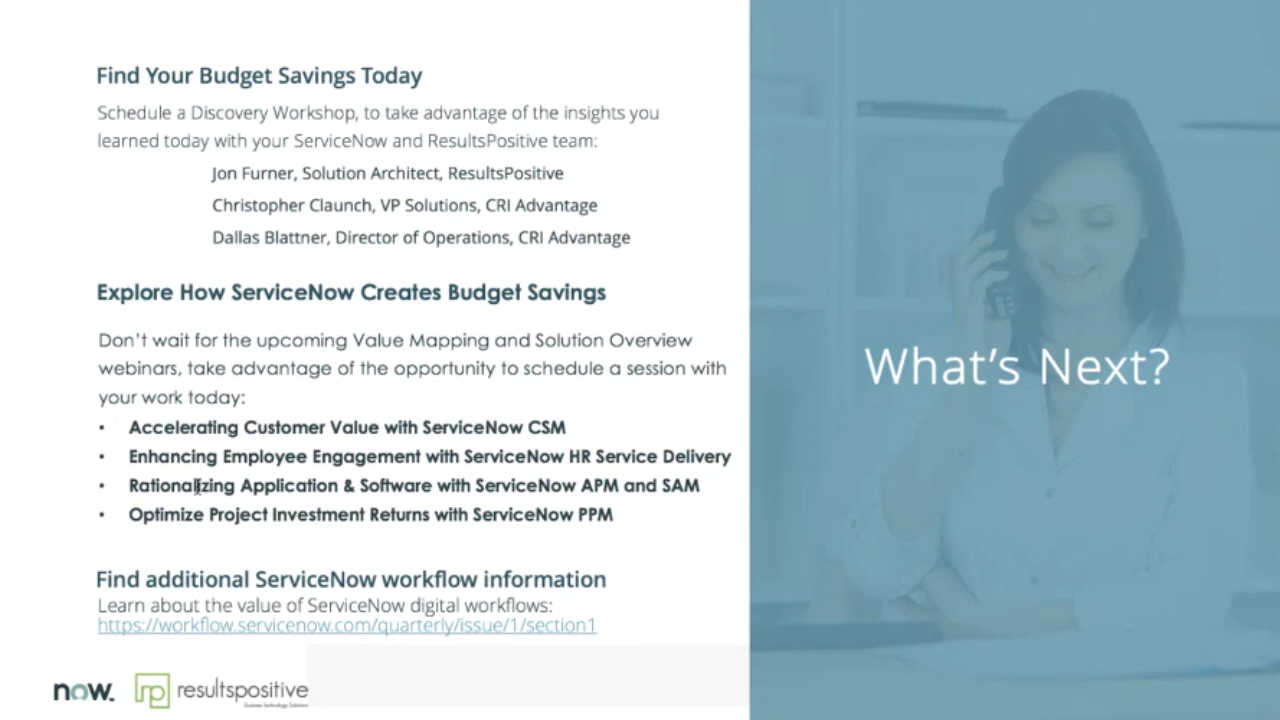 Find Your Budget Savings Today
Schedule a Discovery Workshop, to take advantage of the insights you
learned today with your ServiceNow and ResultsPositive team:
Jon Furner, Solution Architect, ResultsPositive
Christopher Claunch, VP Solutions, CRI Advantage
Dallas Blattner, Director of Operations, CRI Advantage
Explore How ServiceNow Creates Budget Savings
Don't wait for the upcoming Value Mapping and Solution Overview
webinars, take advantage of the opportunity to schedule a session with
your work today:
• Accelerating Customer Value with ServiceNow CSM
• Enhancing Employee Engagement with ServiceNow HR Service Delivery
• Rationalizing Application & Software with ServiceNow APM and SAM
• Optimize Project Investment Returns with ServiceNow PPM
Find additional ServiceNow workflow information
Learn about the value of ServiceNow digital workflows:
https://workflow.servicenow.com/quarterly/issue/1/section1
now.
rp resultspositive
Business Technology Solutions
What's Next?